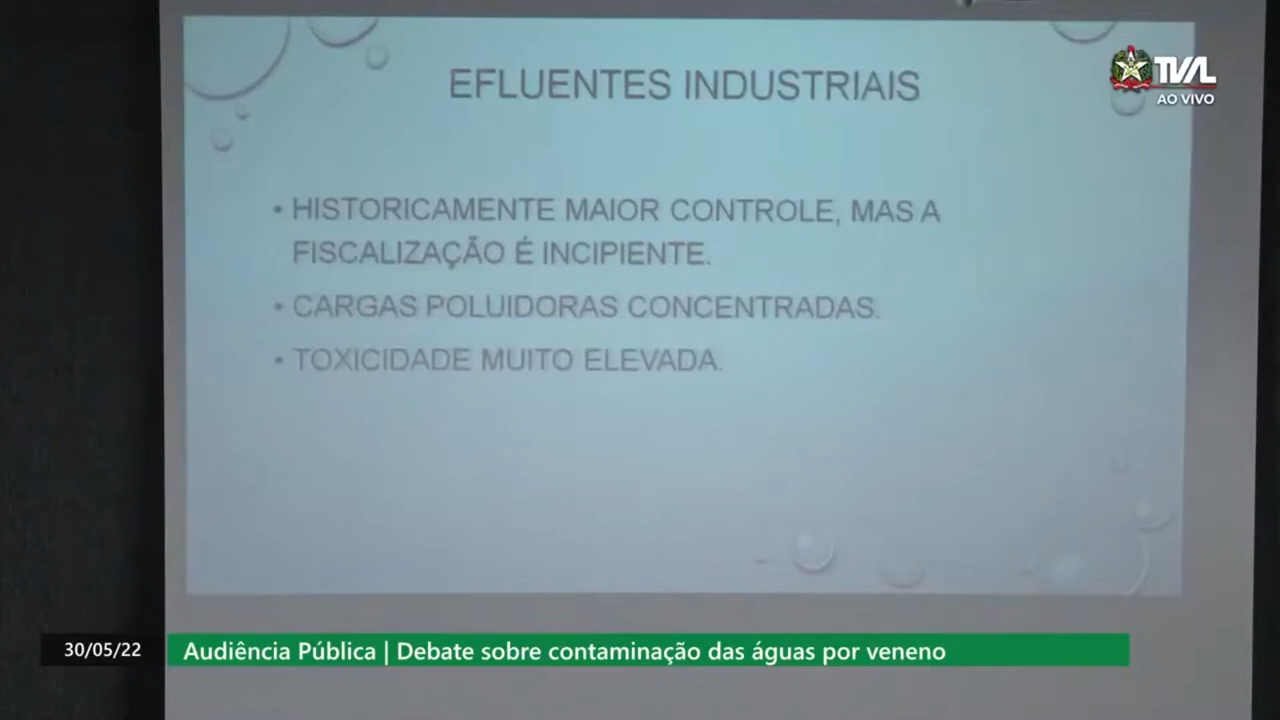 EFLUENTES INDUSTRIAIS
TVAL
AO VIVO
• HISTORICAMENTE MAIOR CONTROLE, MAS A
FISCALIZAÇÃO É INCIPIENTE.
• CARGAS POLUIDORAS CONCENTRADAS.
• TOXICIDADE MUITO ELEVADA.
30/05/22
Audiência Pública | Debate sobre contaminação das águas por veneno